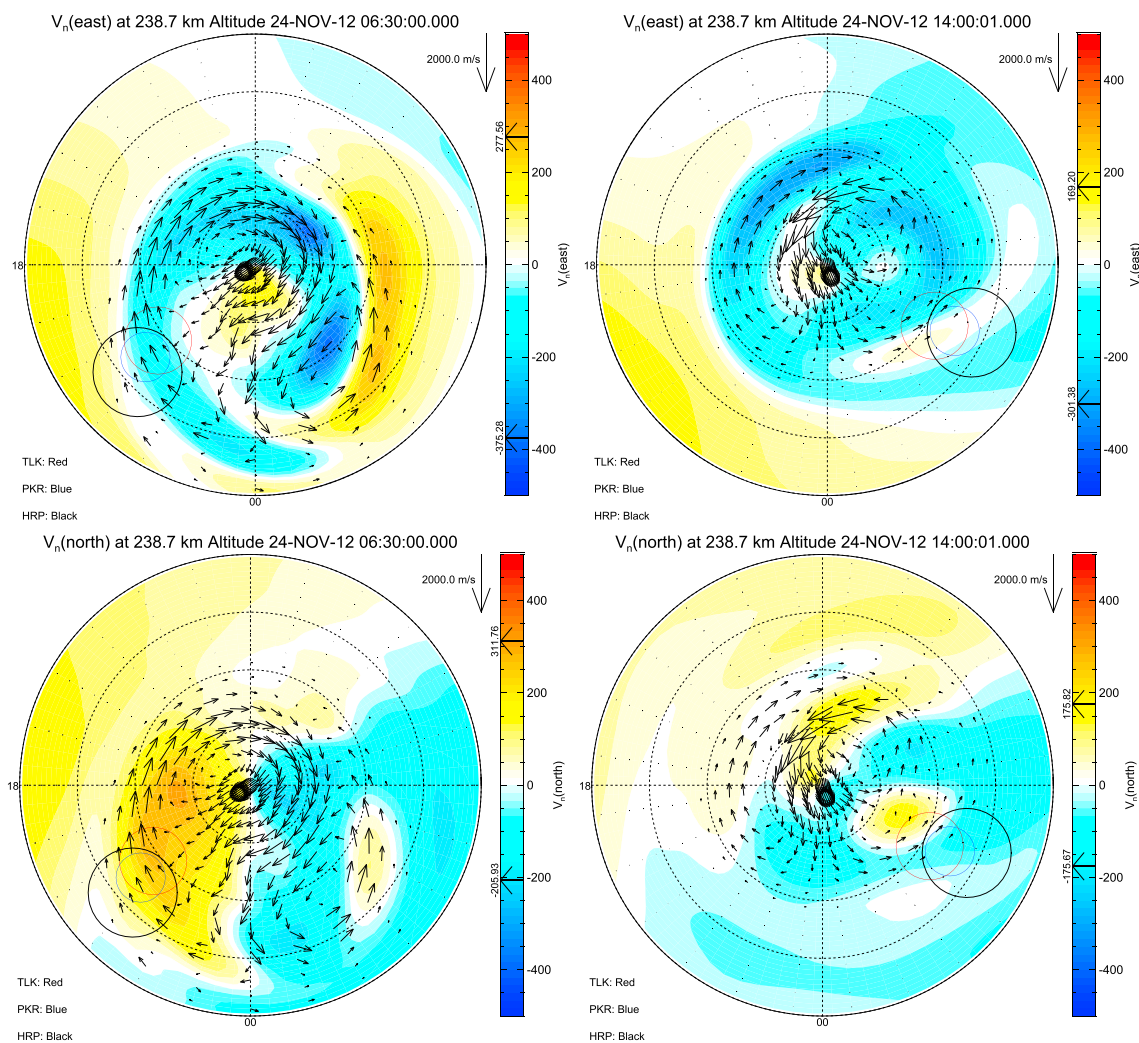 Vn(east) at 238.7 km Altitude 24-NOV-12 06:30:00.000
2000.0 m/s
400
277.56
200
18
0
Vn(east)
-200
-375.28
-400
TLK: Red
PKR: Blue
HRP: Black
00
Vn(east) at 238.7 km Altitude 24-NOV-12 14:00:01.000
2000.0 m/s
400
169.20
200
18
0
V-(east)
-200
-301.38
-400
TLK: Red
PKR: Blue
HRP: Black
00
Vn(north) at 238.7 km Altitude 24-NOV-12 06:30:00.000
2000.0 m/s
400
311.76
200
18
0
Vn(north)
-205.93
-200
-400
TLK: Red
PKR: Blue
HRP: Black
00
Vn(north) at 238.7 km Altitude 24-NOV-12 14:00:01.000
2000.0 m/s
400
175.82
200
18
0
Vn(north)
175.67
-200
-400
TLK: Red
PKR: Blue
HRP: Black
00